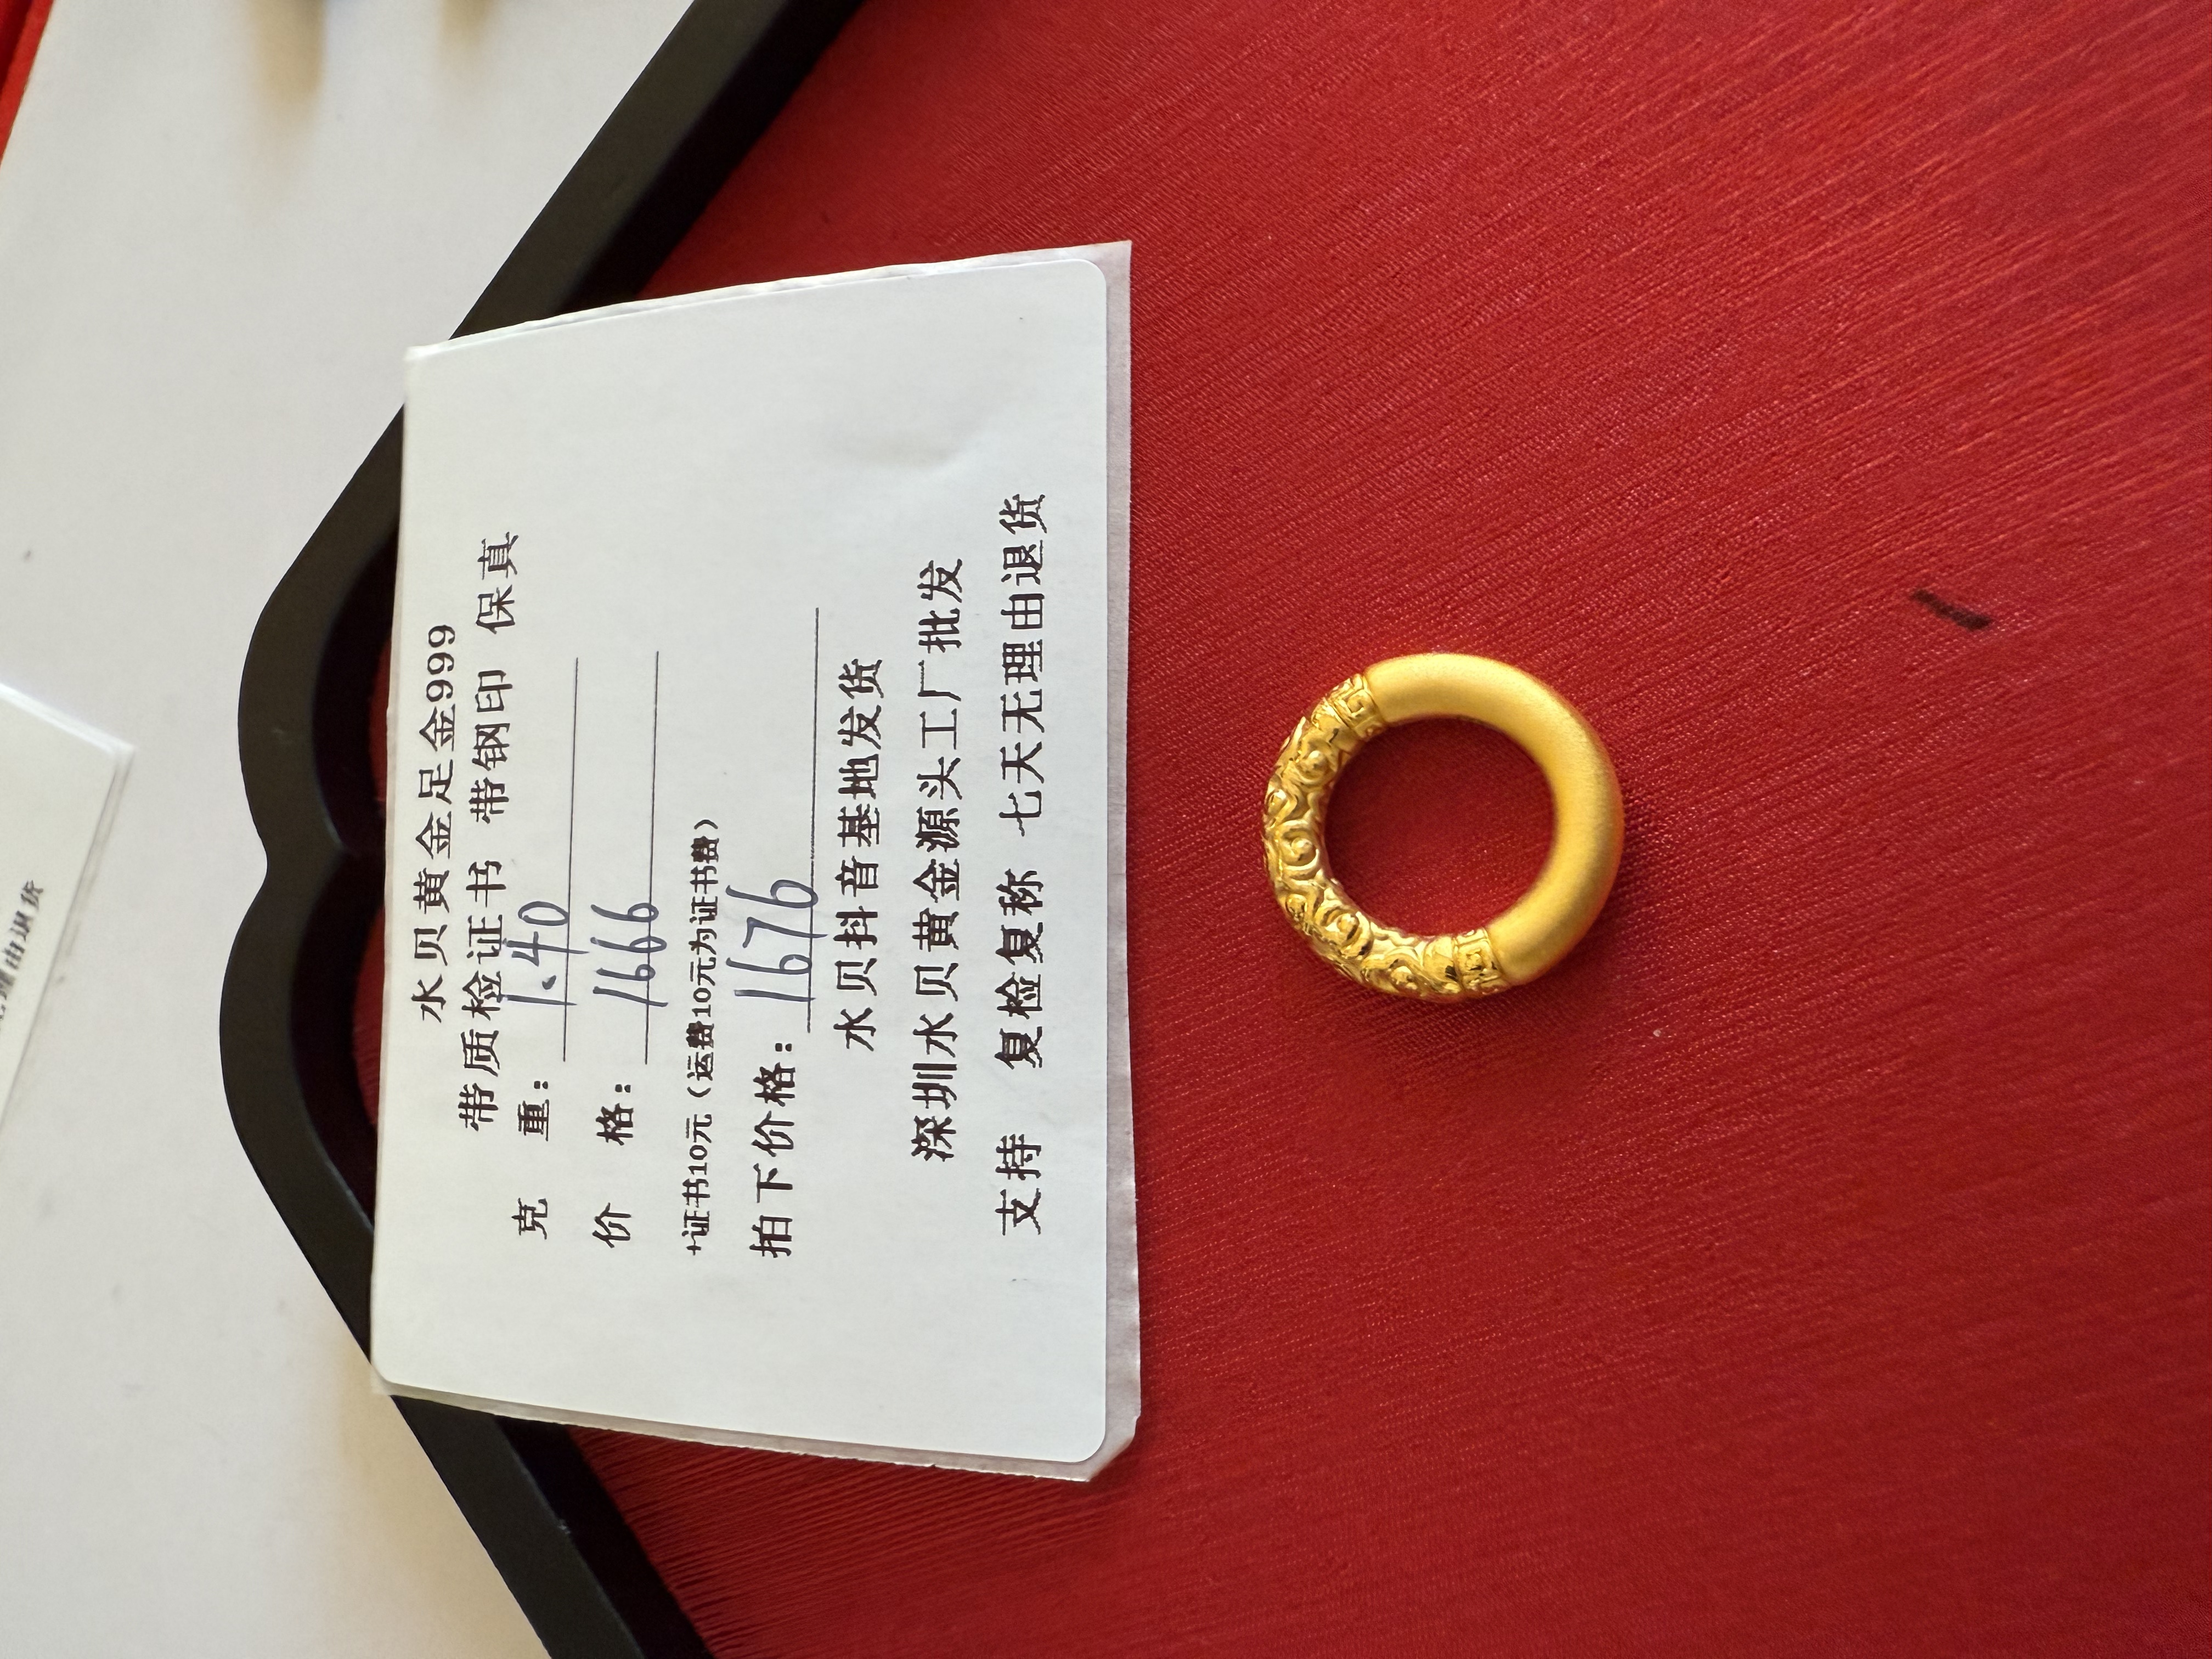 水贝黄金足金999
带质检证书 带钢印 保真
克 重： 1.40
价 格： 1666
+证书10元（运费10元为证书费）
拍下价格： 1676
水贝抖音基地发货
深圳水贝黄金源头工厂批发
支持 复检复称 七天无理由退货
理由退货